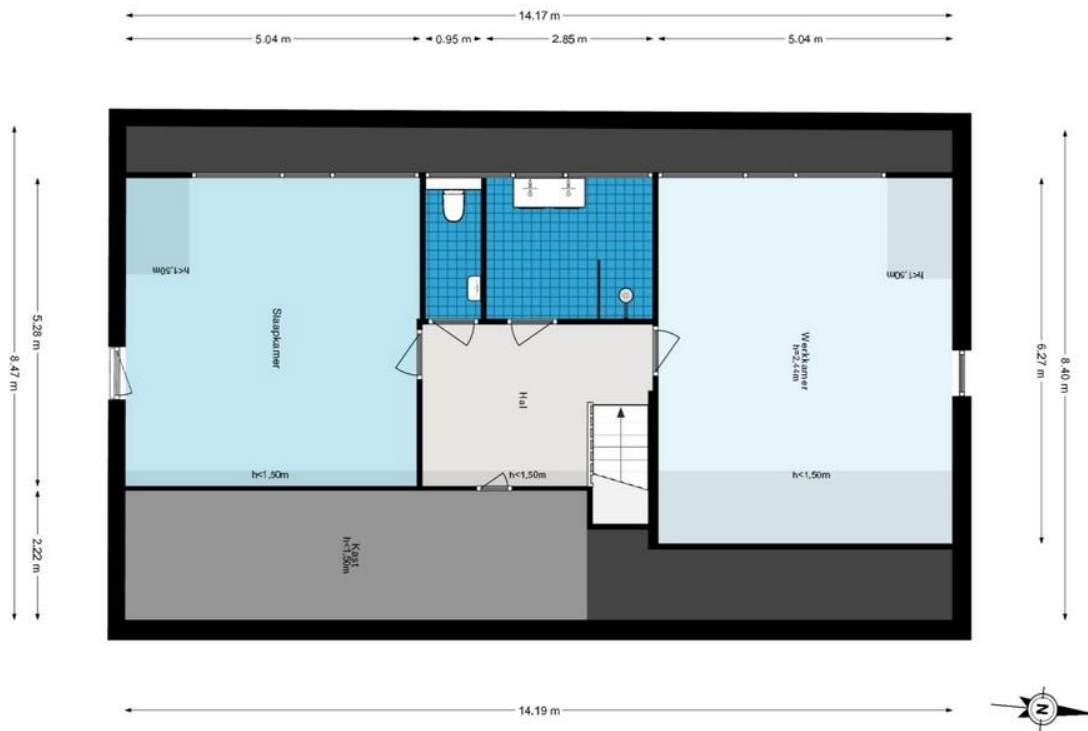 14.17 m
5.04 m
0.95 m
2.85 m
5.04 m
h<1,50m
h<1,50m
Slaapkamer
Werkkamer
h=2,44m
5.28 m
8.47 m
6.27 m
8.40 m
Hal
h<1,50m
h<1,50m
h<1,50m
2.22 m
Kast
h<1,50m
14.19 m
N